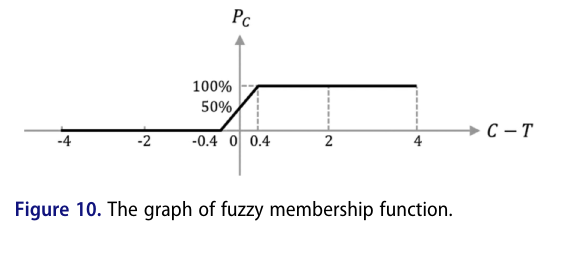 P_C
100%
50%
-4 -2 -0.4 0 0.4 2 4
C − T
Figure 10. The graph of fuzzy membership function.